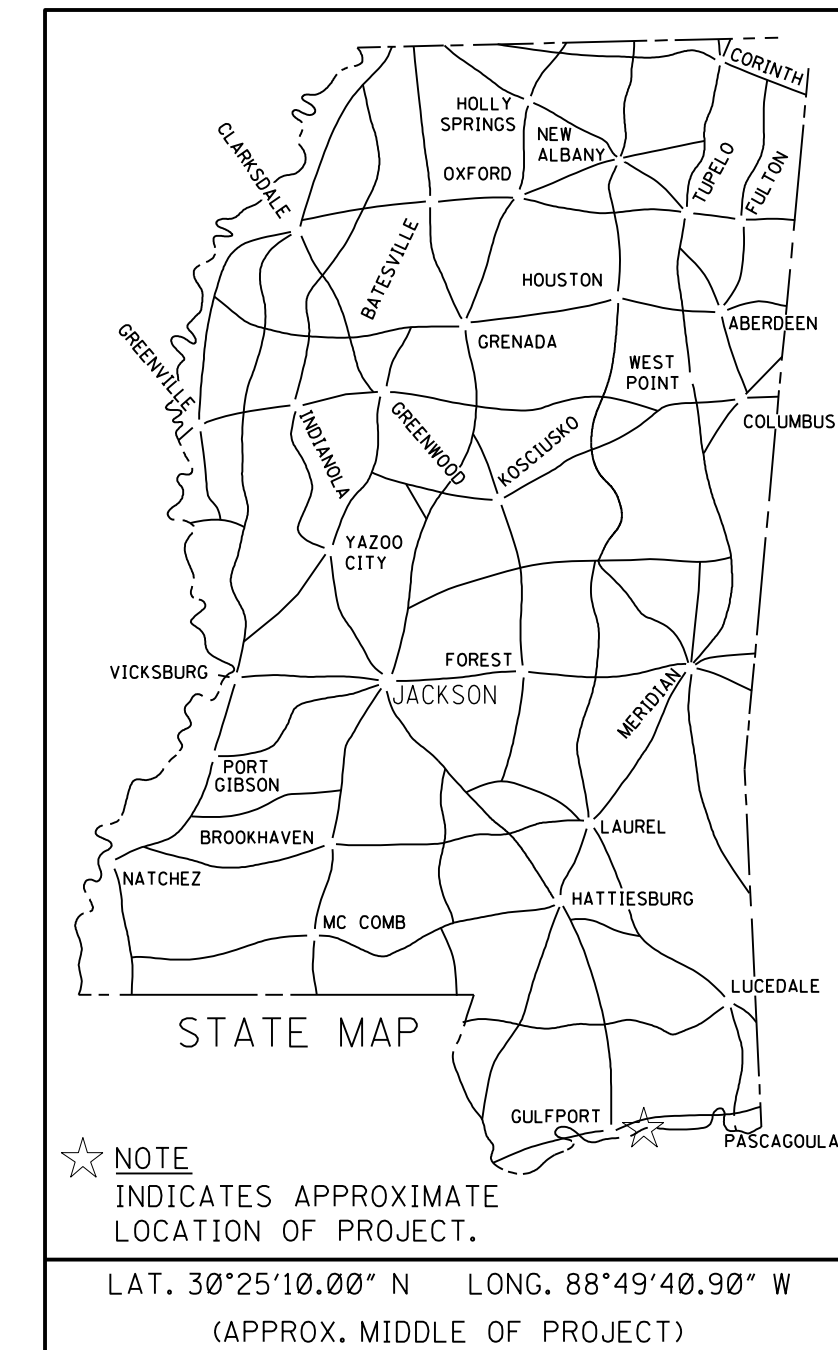 CORINTH
HOLLY
SPRINGS
NEW
ALBANY
CLARKSDALE
OXFORD
TUPELO
FULTON
BATESVILLE
HOUSTON
GREENVILLE
ABERDEEN
GRENADA
WEST
POINT
COLUMBUS
INDIANOLA
GREENWOOD
KOSCIUSKO
YAZOO
CITY
VICKSBURG
FOREST
JACKSON
MERIDIAN
PORT
GIBSON
BROOKHAVEN
LAUREL
NATCHEZ
HATTIESBURG
MC COMB
LUCEDALE
STATE MAP
GULFPORT
PASCAGOULA
NOTE
INDICATES APPROXIMATE
LOCATION OF PROJECT.
LAT. 30°25'10.00" N LONG. 88°49'40.90" W
(APPROX. MIDDLE OF PROJECT)